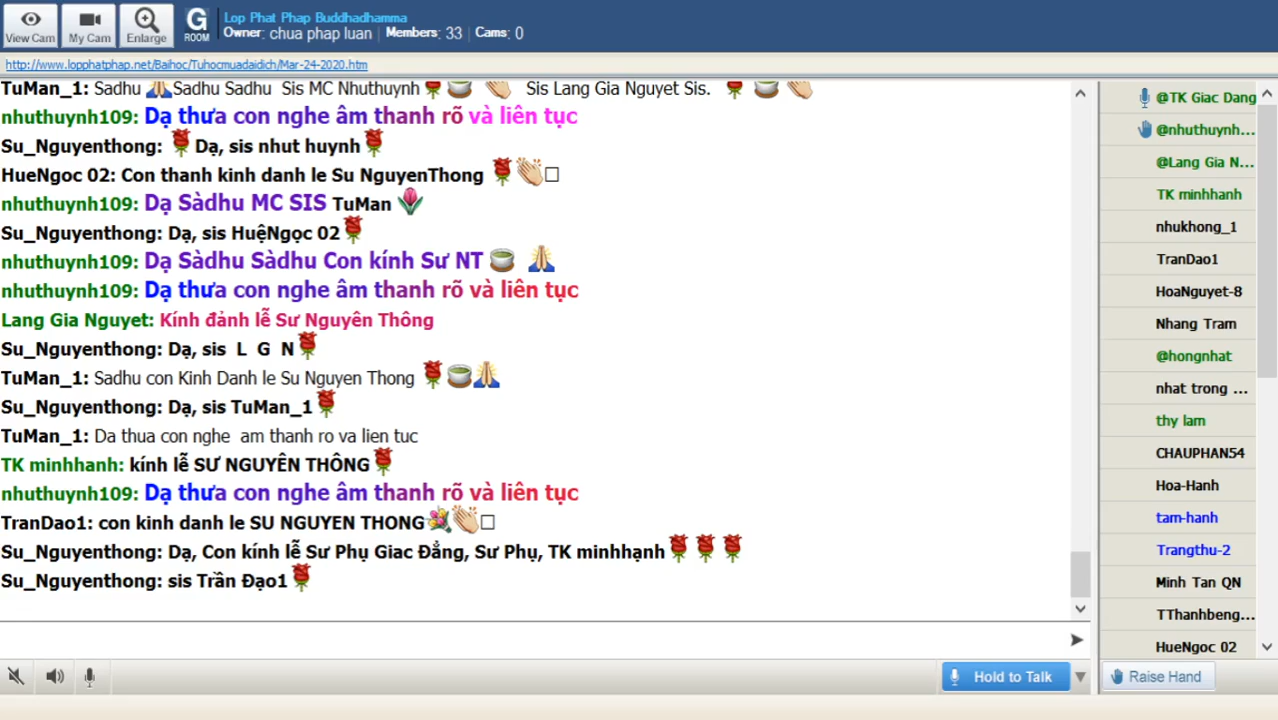 View Cam
My Cam
Enlarge
G
ROOM
Lop Phat Phap Buddhadhamma
Owner: chua phap luan Members: 33 Cams: 0
http://www.lopphatphap.net/Baihoc/Tuhocmuadaidich/Mar-24-2020.htm
TuMan_1: Sadhu 🙏Sadhu Sadhu Sis MC Nhuthuynh🌹🍵 👏 Sis Lang Gia Nguyet Sis. 🌹 🍵 👏
nhuthuynh109: Dạ thưa con nghe âm thanh rõ và liên tục
Su_Nguyenthong: 🌹Dạ, sis nhut huynh🌹
HueNgoc 02: Con thanh kinh danh le Su NguyenThong 🌹👏□
nhuthuynh109: Dạ Sàdhu MC SIS TuMan 🌷
Su_Nguyenthong: Dạ, sis HuệNgọc 02🌹
nhuthuynh109: Dạ Sàdhu Sàdhu Con kính Sư NT 🍵 🙏
nhuthuynh109: Dạ thưa con nghe âm thanh rõ và liên tục
Lang Gia Nguyet: Kính đảnh lễ Sư Nguyên Thông
Su_Nguyenthong: Dạ, sis L G N🌹
TuMan_1: Sadhu con Kinh Danh le Su Nguyen Thong 🌹🍵🙏
Su_Nguyenthong: Dạ, sis TuMan_1🌹
TuMan_1: Da thua con nghe am thanh ro va lien tuc
TK minhhanh: kính lễ SƯ NGUYÊN THÔNG🌹
nhuthuynh109: Dạ thưa con nghe âm thanh rõ và liên tục
TranDao1: con kinh danh le SU NGUYEN THONG💐👏□
Su_Nguyenthong: Dạ, Con kính lễ Sư Phụ Giac Đẳng, Sư Phụ, TK minhhạnh🌹🌹🌹
Su_Nguyenthong: sis Trần Đạo1🌹
Hold to Talk
@TK Giac Dang
@nhuthuynh...
@Lang Gia N...
TK minhhanh
nhukhong_1
TranDao1
HoaNguyet-8
Nhang Tram
@hongnhat
nhat trong ...
thy lam
CHAUPHAN54
Hoa-Hanh
tam-hanh
Trangthu-2
Minh Tan QN
TThanhbeng...
HueNgoc 02
Raise Hand